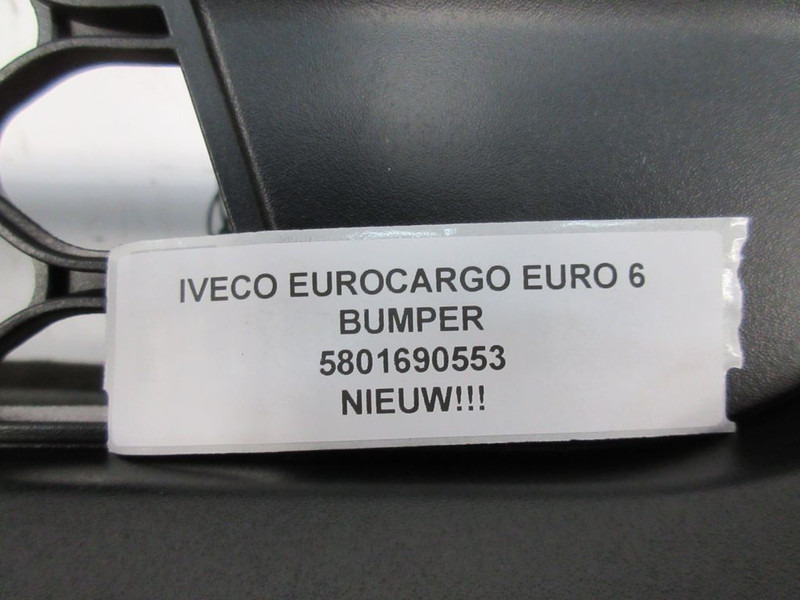 IVECO EUROCARGO EURO 6
BUMPER
5801690553
NIEUW!!!